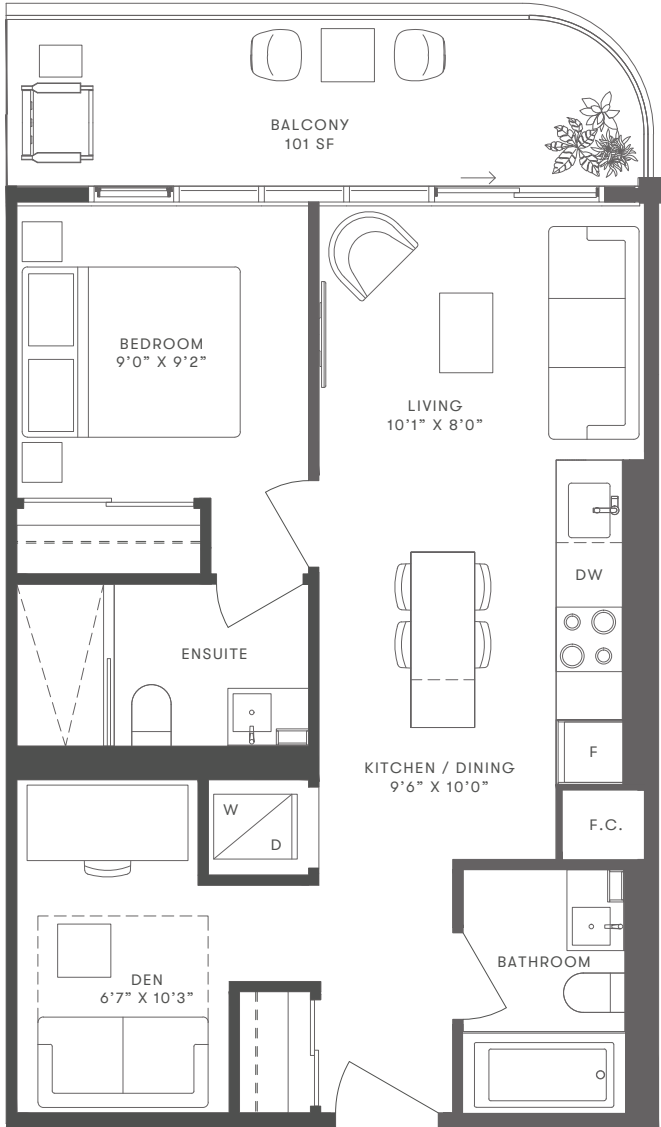 BALCONY
101 SF
BEDROOM
9’0” X 9’2”
LIVING
10’1” X 8’0”
DW
ENSUITE
KITCHEN / DINING
9’6” X 10’0”
F
F.C.
W
D
BATHROOM
DEN
6’7” X 10’3”